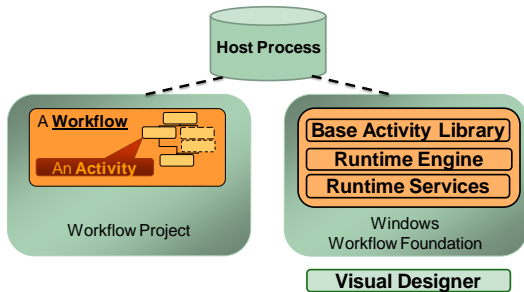 Host Process
A Workflow
An Activity
Workflow Project
Base Activity Library
Runtime Engine
Runtime Services
Windows
Workflow Foundation
Visual Designer